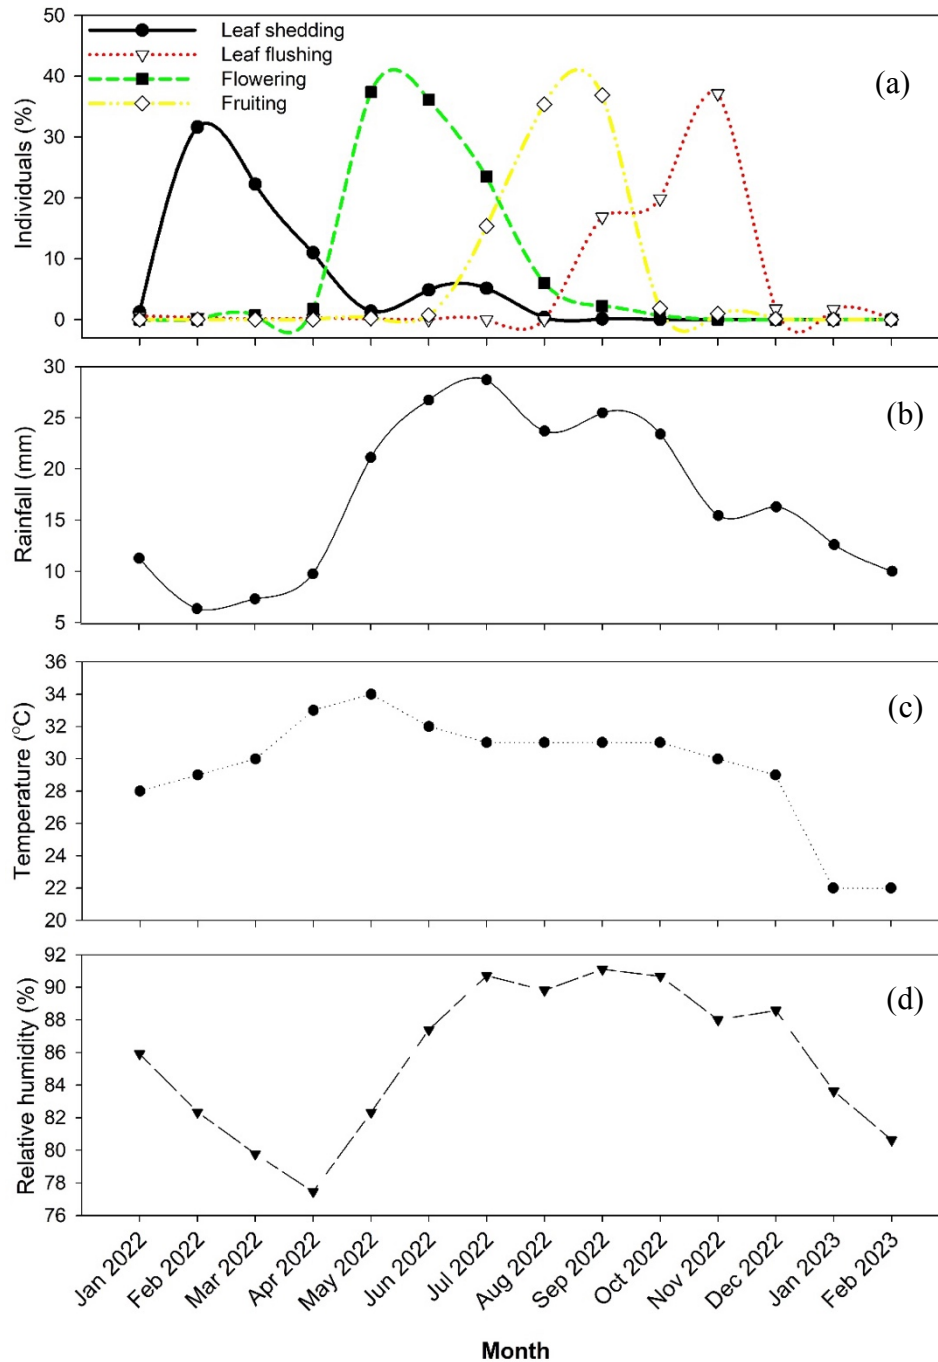 50
40
30
20
10
0
Individuals (%)
Leaf shedding
Leaf flushing
Flowering
Fruiting
(a)
30
25
20
15
10
5
Rainfall (mm)
(b)
36
34
32
30
28
26
24
22
20
Temperature (°C)
(c)
92
90
88
86
84
82
80
78
76
Relative humidity (%)
(d)
Jan 2022
Feb 2022
Mar 2022
Apr 2022
May 2022
Jun 2022
Jul 2022
Aug 2022
Sep 2022
Oct 2022
Nov 2022
Dec 2022
Jan 2023
Feb 2023
Month